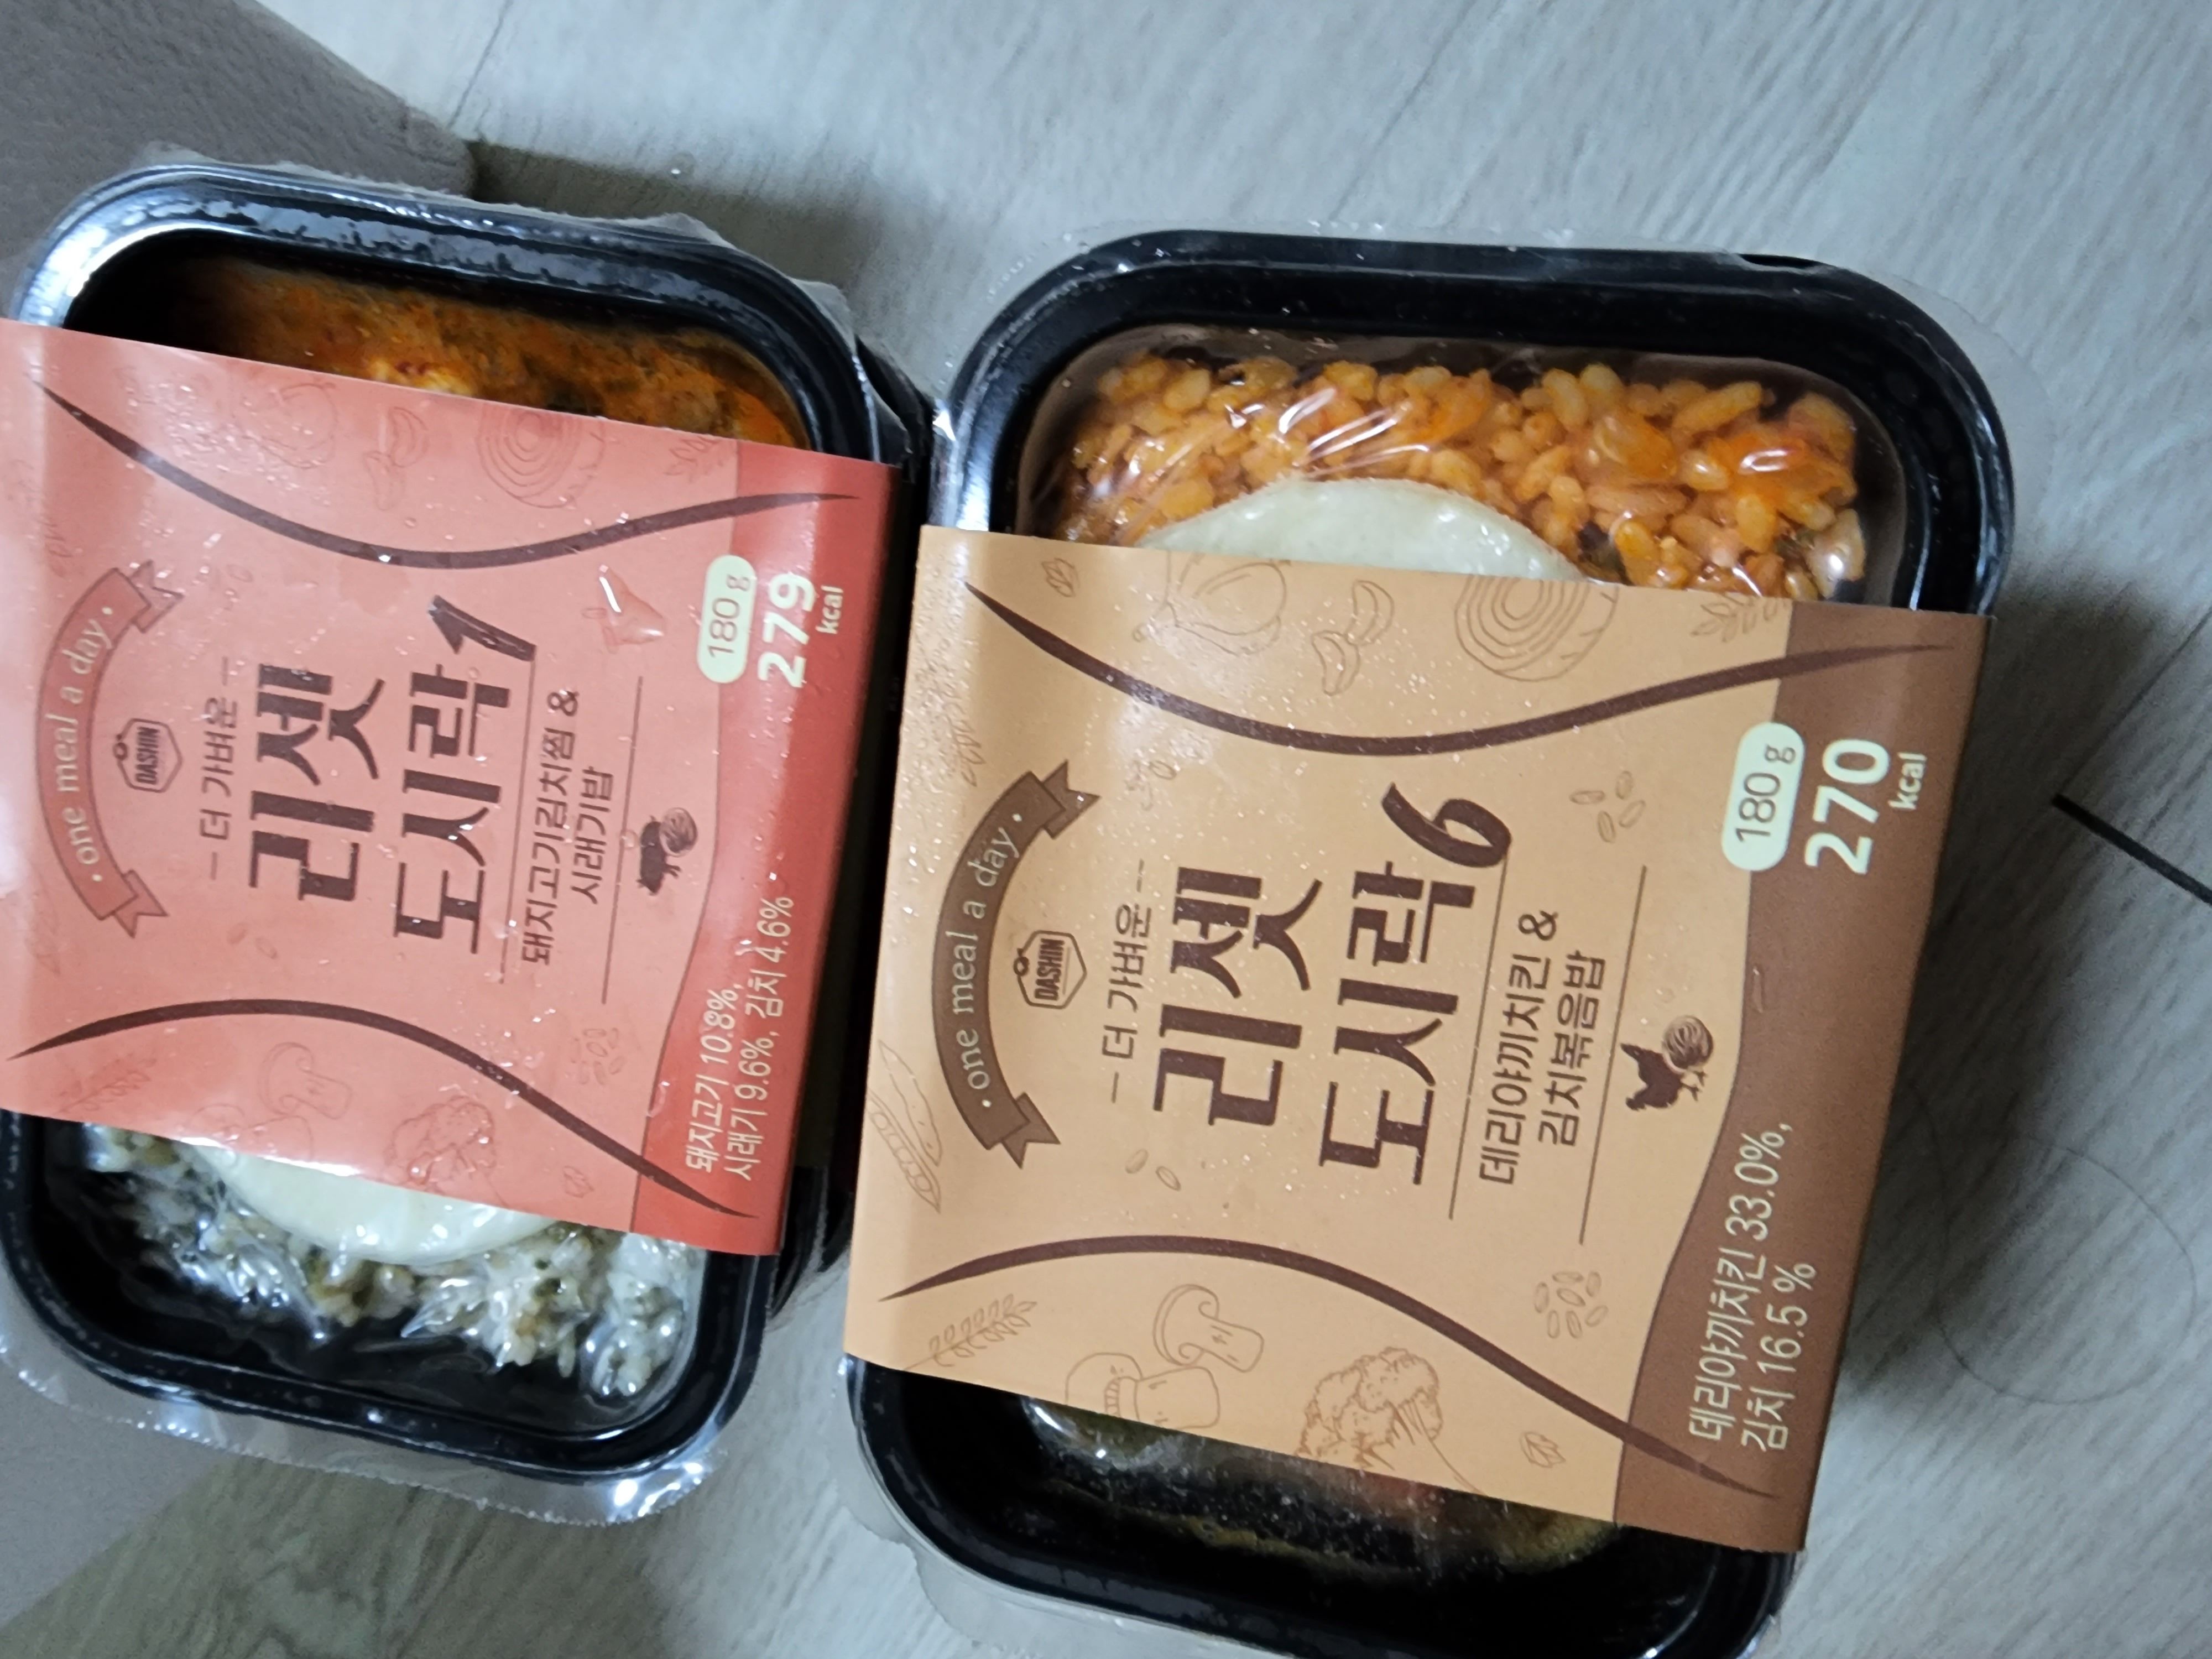 · one meal a day ·
DASHIN
더 가벼운
리셋
도시락1
돼지고기김치찜 &
시래기밥
180 g
279
kcal
돼지고기 10.8%,
시래기 9.6%, 김치 4.6%
· one meal a day ·
DASHIN
더 가벼운
리셋
도시락6
데리야끼치킨 &
김치볶음밥
180 g
270
kcal
데리야끼치킨 33.0%,
김치 16.5 %